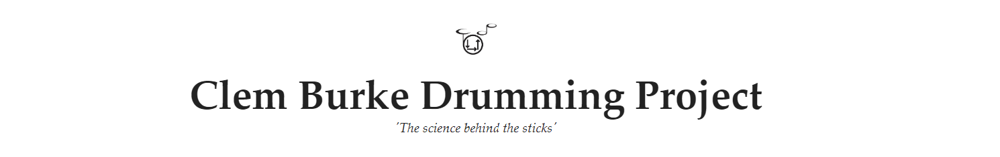 Clem Burke Drumming Project
'The science behind the sticks'